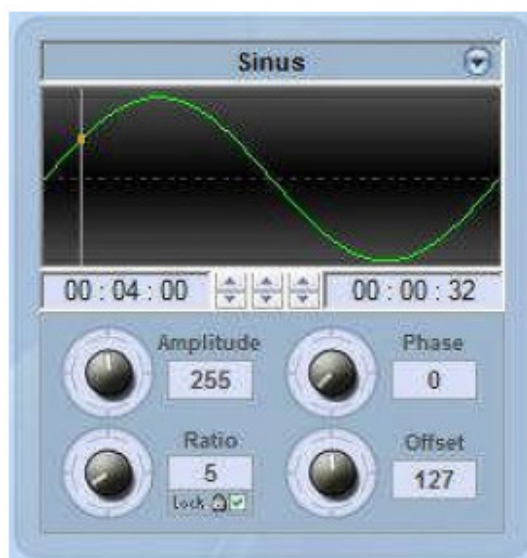 Sinus
00 : 04 : 00 00 : 00 : 32
Amplitude Phase
255 0
Ratio Offset
5 127
Lock